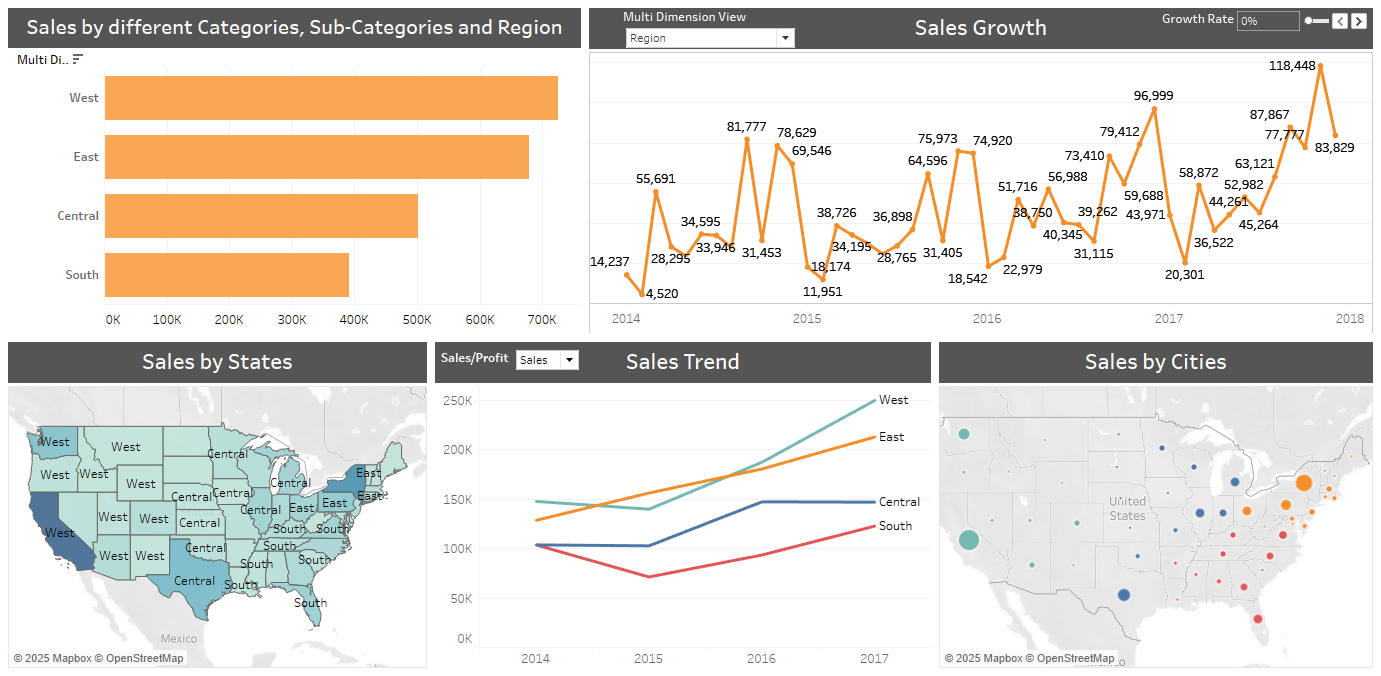 Sales by different Categories, Sub-Categories and Region
Multi Di..
West
East
Central
South
0K 100K 200K 300K 400K 500K 600K 700K
Multi Dimension View
Region
Sales Growth
Growth Rate 0%
118,448
96,999
87,867
81,777 78,629
79,412
77,777
83,829
75,973 74,920
69,546
73,410
64,596
63,121
55,691
51,716 56,988
58,872
52,982
59,688
44,261
38,726 36,898
38,750 39,262 43,971
34,595
33,946
34,195
40,345
45,264
36,522
28,295 31,453
28,765 31,405
31,115
14,237
18,174
18,542 22,979
20,301
4,520
11,951
2014 2015 2016 2017 2018
Sales by States
West
West
Central
West West
West
Central
East
Central Central
East
West
West West
Central
Central
East
East
South South
West West
Central
South
South
South
Central
South
South
Mexico
© 2025 Mapbox © OpenStreetMap
Sales/Profit Sales
Sales Trend
250K
200K
150K
100K
50K
0K
West
East
Central
South
2014 2015 2016 2017
Sales by Cities
United
States
© 2025 Mapbox © OpenStreetMap